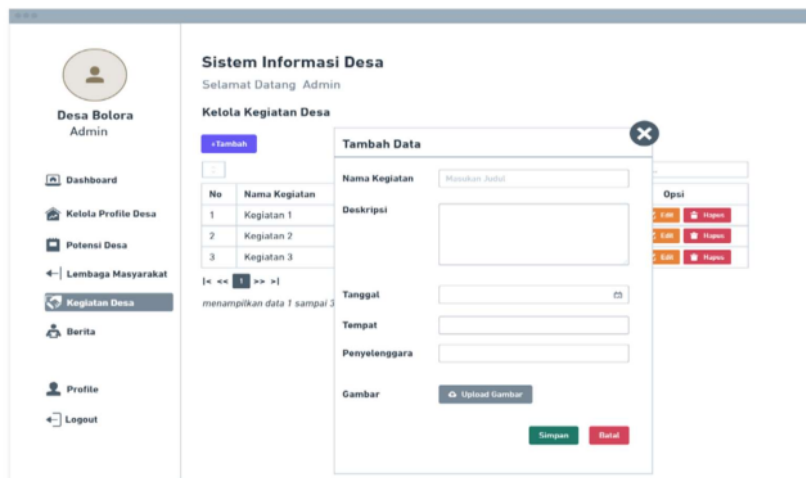 Desa Bolora
Admin
Dashboard
Kelola Profile Desa
Potensi Desa
Lembaga Masyarakat
Kegiatan Desa
Berita
Profile
Logout
Sistem Informasi Desa
Selamat Datang Admin
Kelola Kegiatan Desa
+Tambah
No Nama Kegiatan Opsi
1 Kegiatan 1 Edit Hapus
2 Kegiatan 2 Edit Hapus
3 Kegiatan 3 Edit Hapus
|< << 1 >> >|
menampilkan data 1 sampai 3
Tambah Data
Nama Kegiatan Masukan Judul
Deskripsi
Tanggal
Tempat
Penyelenggara
Gambar Upload Gambar
Simpan Batal